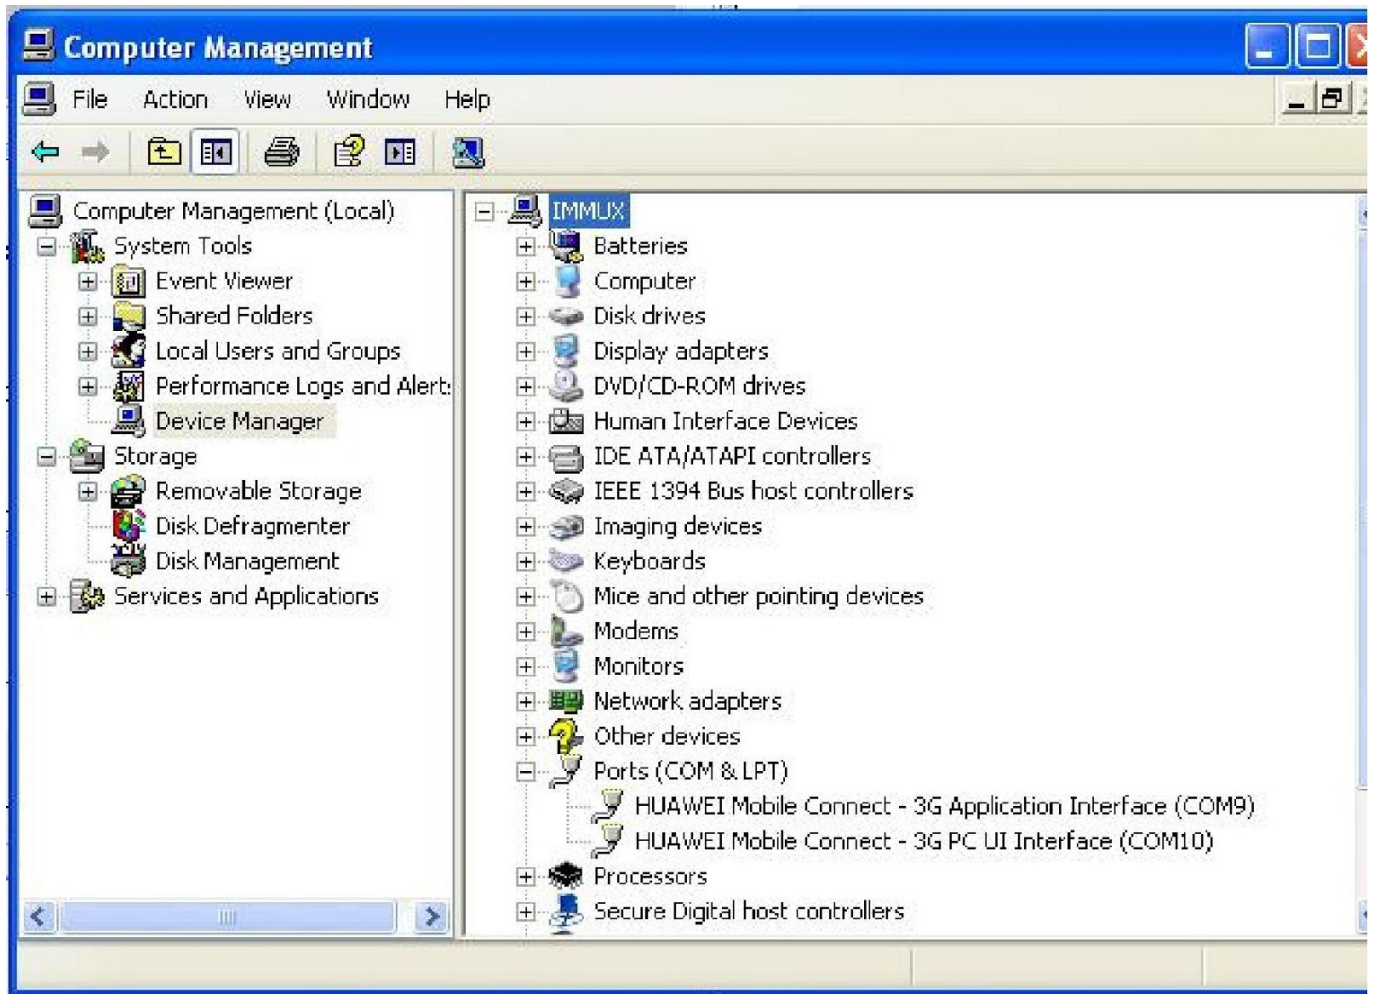 Computer Management
File Action View Window Help
Computer Management (Local)
System Tools
Event Viewer
Shared Folders
Local Users and Groups
Performance Logs and Alert
Device Manager
Storage
Removable Storage
Disk Defragmenter
Disk Management
Services and Applications
IMMUX
Batteries
Computer
Disk drives
Display adapters
DVD/CD-ROM drives
Human Interface Devices
IDE ATA/ATAPI controllers
IEEE 1394 Bus host controllers
Imaging devices
Keyboards
Mice and other pointing devices
Modems
Monitors
Network adapters
Other devices
Ports (COM & LPT)
HUAWEI Mobile Connect - 3G Application Interface (COM9)
HUAWEI Mobile Connect - 3G PC UI Interface (COM10)
Processors
Secure Digital host controllers